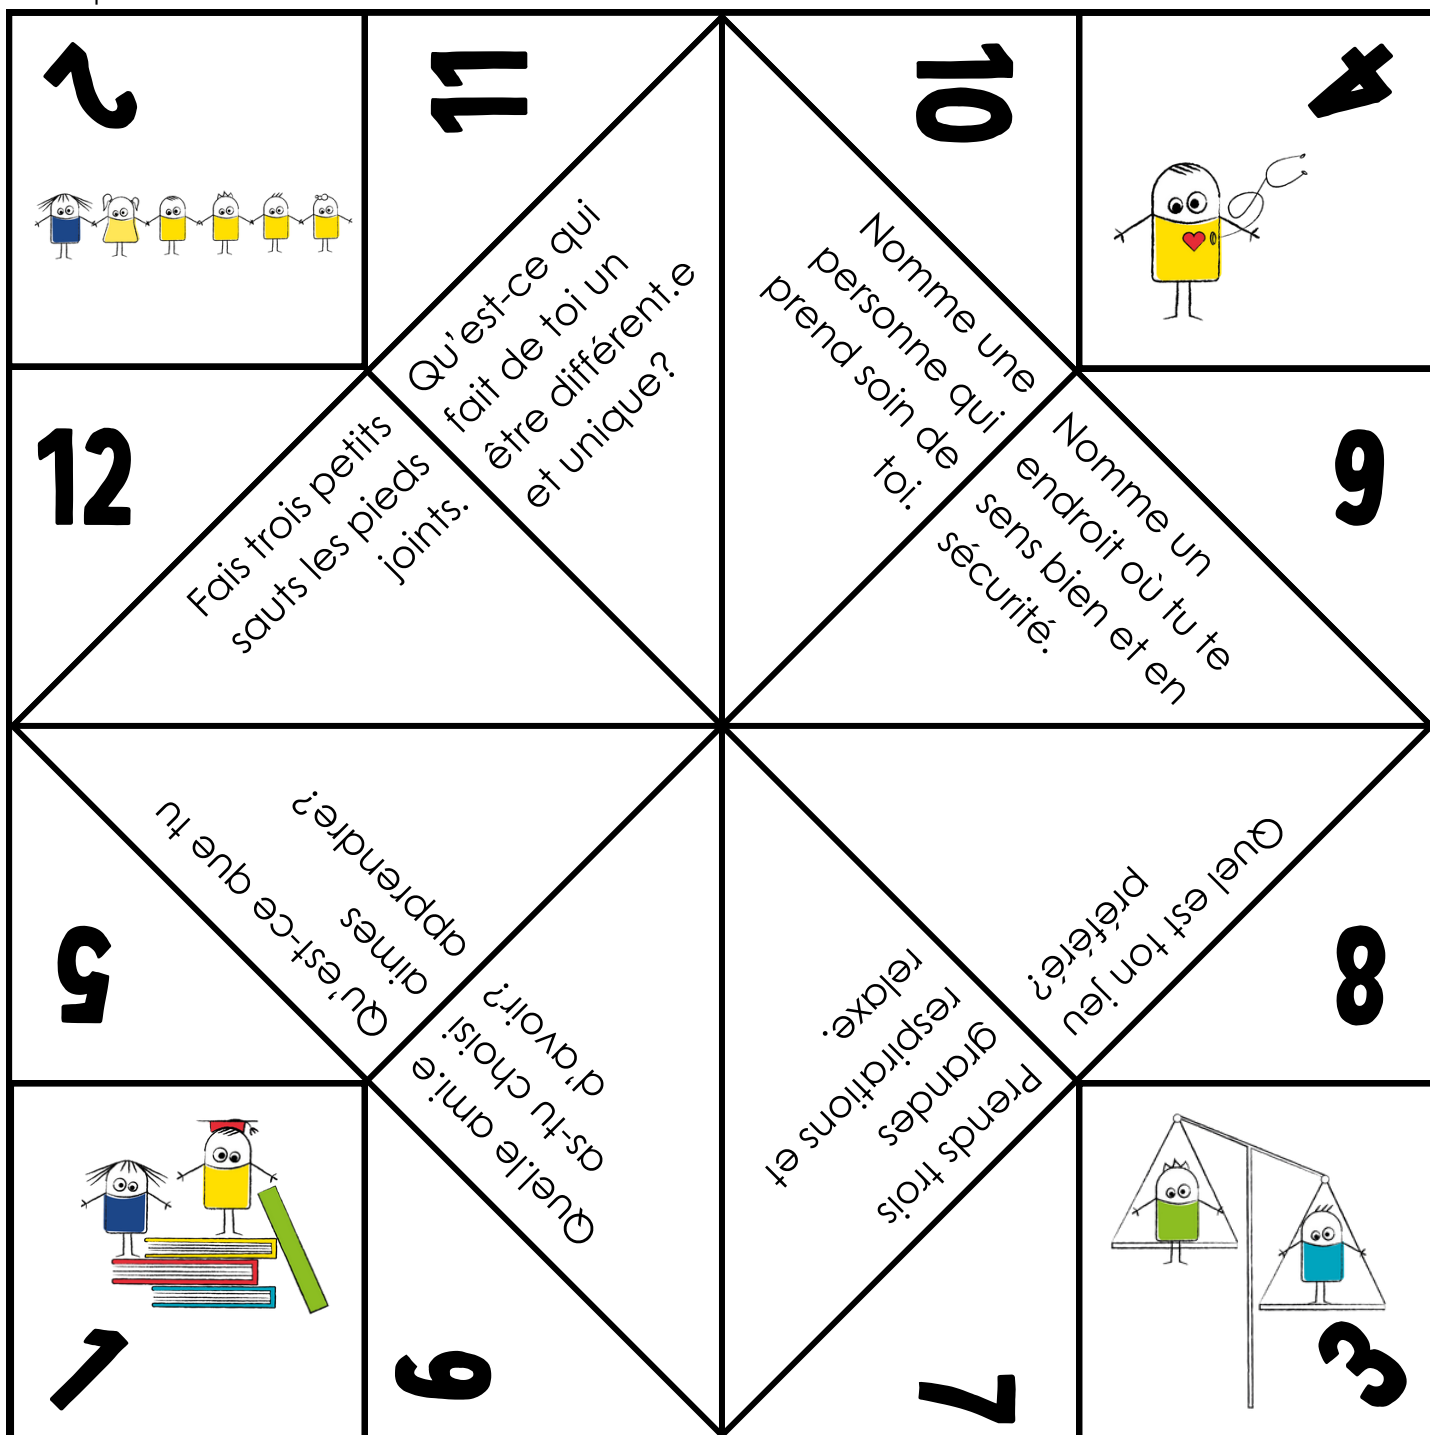 2
11
10
4
Qu'est-ce qui
fait de toi un
être différent.e
et unique?
Nomme une
personne qui
prend soin de
toi.
12
Fais trois petits
sauts les pieds
joints.
Nomme un
endroit où tu te
sens bien et en
sécurité.
9
5
Qu'est-ce que tu
aimes
apprendre?
Quel est ton jeu
préféré?
8
Quel.le ami.e
as-tu choisi
d'avoir?
Prends trois
grandes
respirations et
relaxe.
1
6
7
3